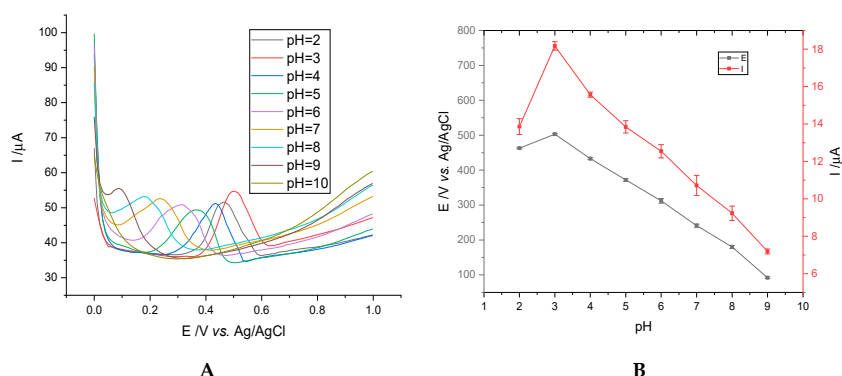 A
100
90
80
70
60
50
40
30
I /μA
0.0 0.2 0.4 0.6 0.8 1.0
E /V vs. Ag/AgCl
pH=2
pH=3
pH=4
pH=5
pH=6
pH=7
pH=8
pH=9
pH=10
A
B
800
700
600
500
400
300
200
100
E /V vs. Ag/AgCl
1 2 3 4 5 6 7 8 9 10
pH
E
I
18
16
14
12
10
8
6
I /μA
B